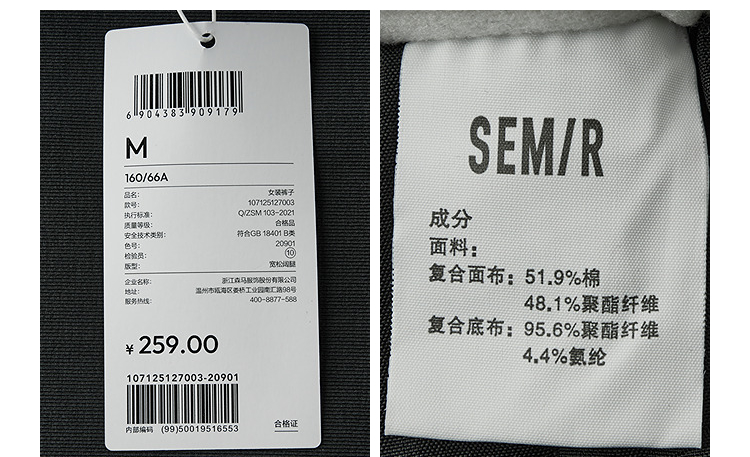 6 904383 909179
M
160/66A
品名: 女装裤子
款号: 107125127003
执行标准: Q/ZSM 103-2021
质量等级: 合格品
安全技术类别: 符合GB 18401 B类
色号: 20901
检验员: 10
版型: 宽松阔腿
企业名称: 浙江森马服饰股份有限公司
地址: 温州市瓯海区娄桥工业园南汇路98号
服务热线: 400-8877-588
¥ 259.00
107125127003-20901
内部编码 (99)50019516553
合格证
SEM/R
成分
面料:
复合面布: 51.9%棉
48.1%聚酯纤维
复合底布: 95.6%聚酯纤维
4.4%氨纶